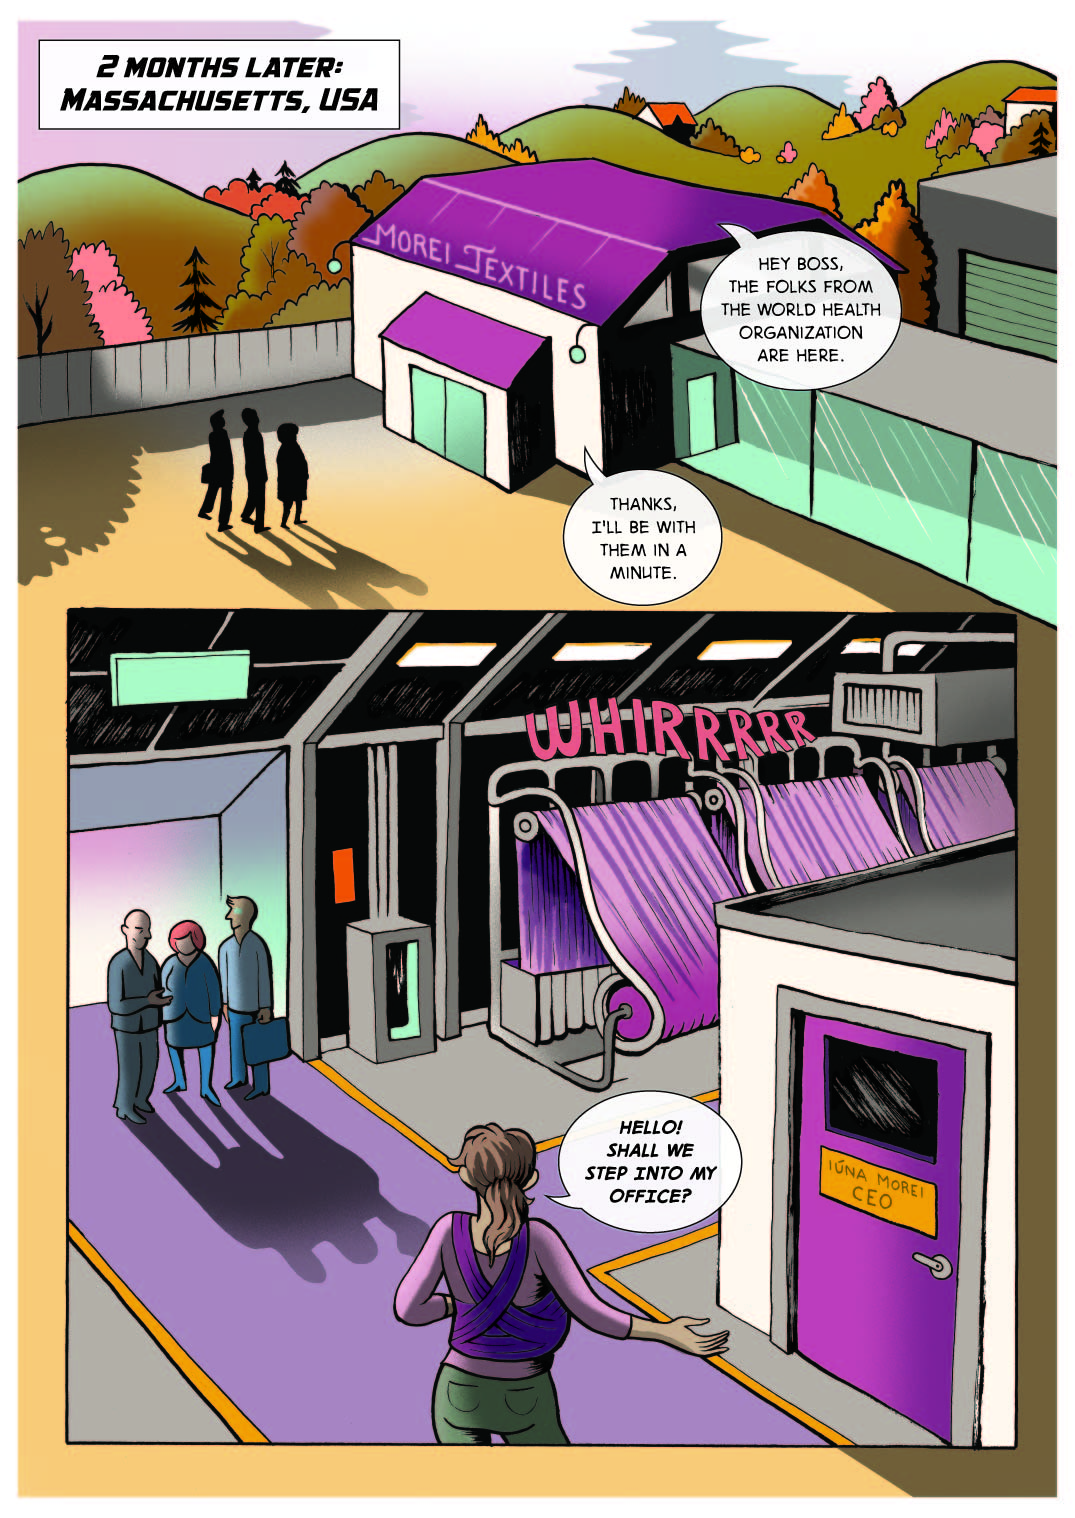 2 MONTHS LATER:
MASSACHUSETTS, USA
MOREI TEXTILES
HEY BOSS,
THE FOLKS FROM
THE WORLD HEALTH
ORGANIZATION
ARE HERE.
THANKS,
I'LL BE WITH
THEM IN A
MINUTE.
WHIRRRRR
HELLO!
SHALL WE
STEP INTO MY
OFFICE?
IÚNA MOREI
CEO